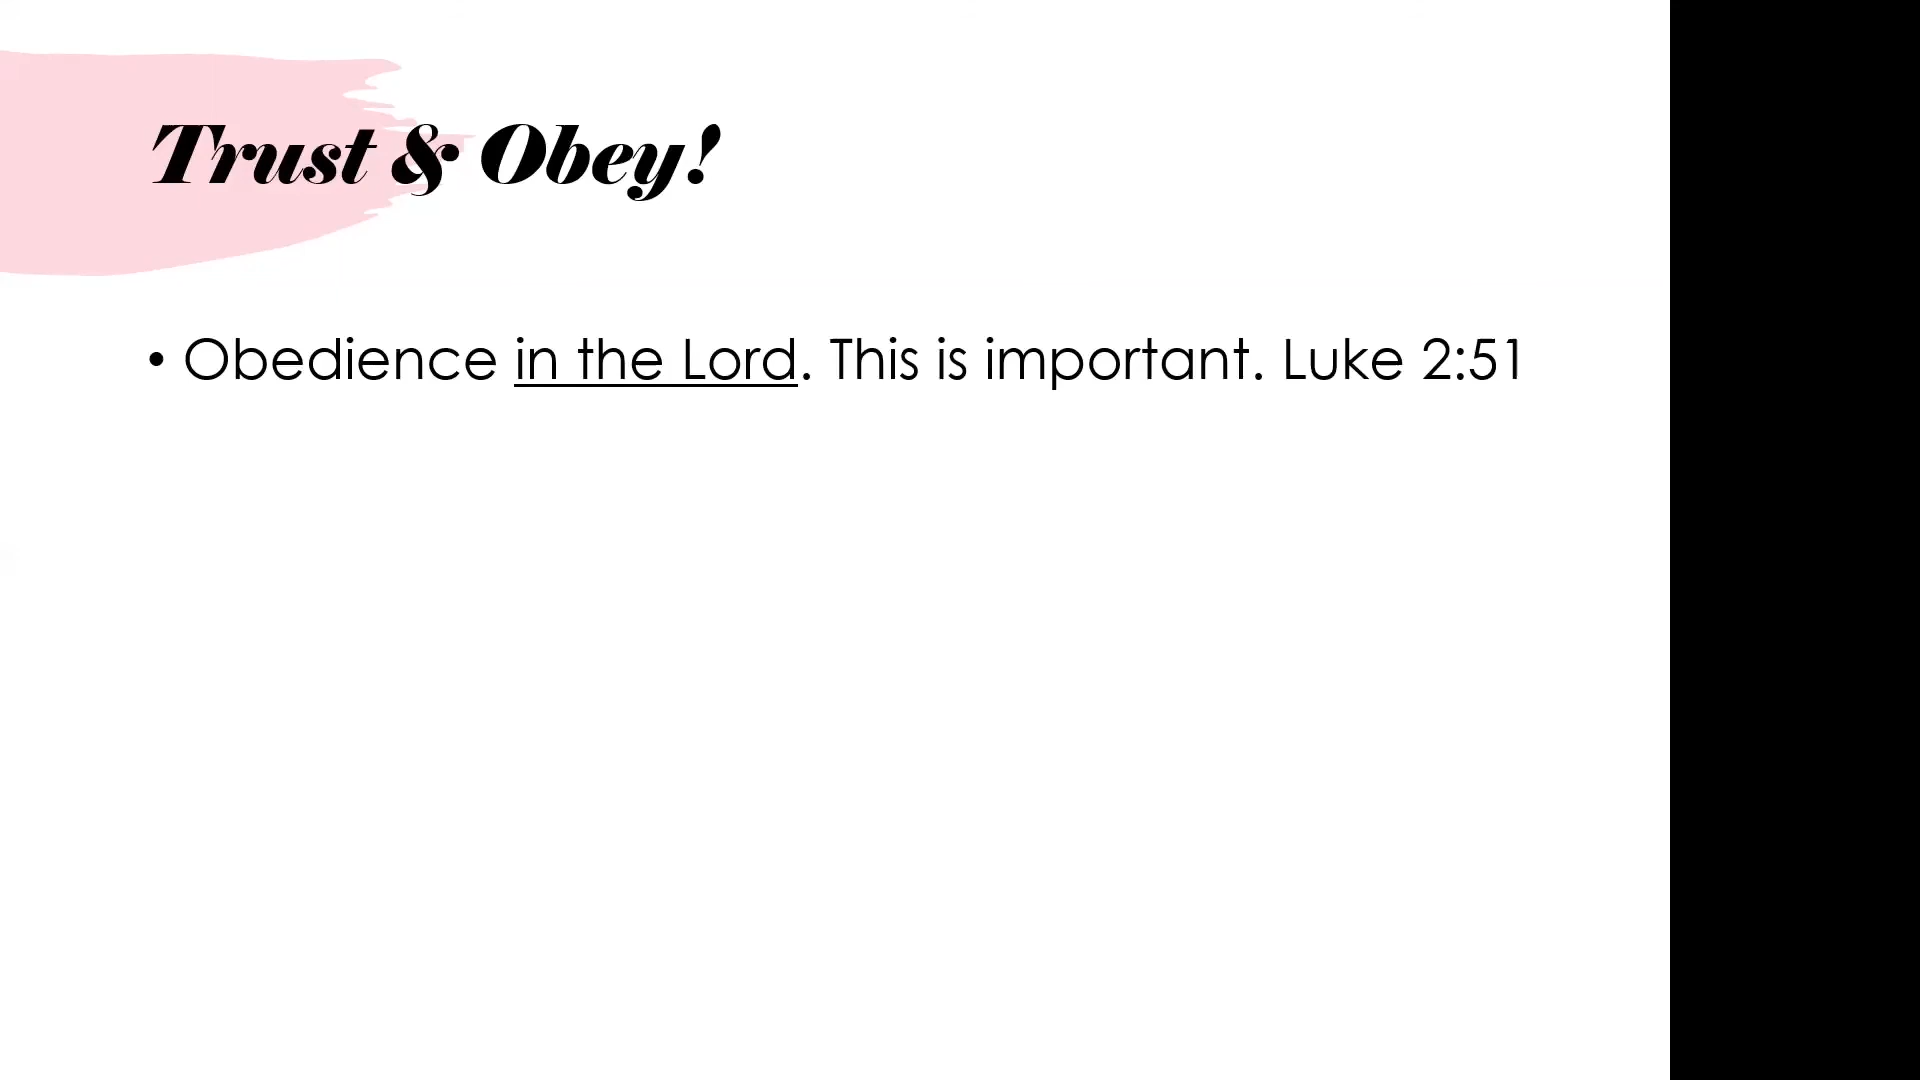 Trust & Obey!
• Obedience in the Lord. This is important. Luke 2:51